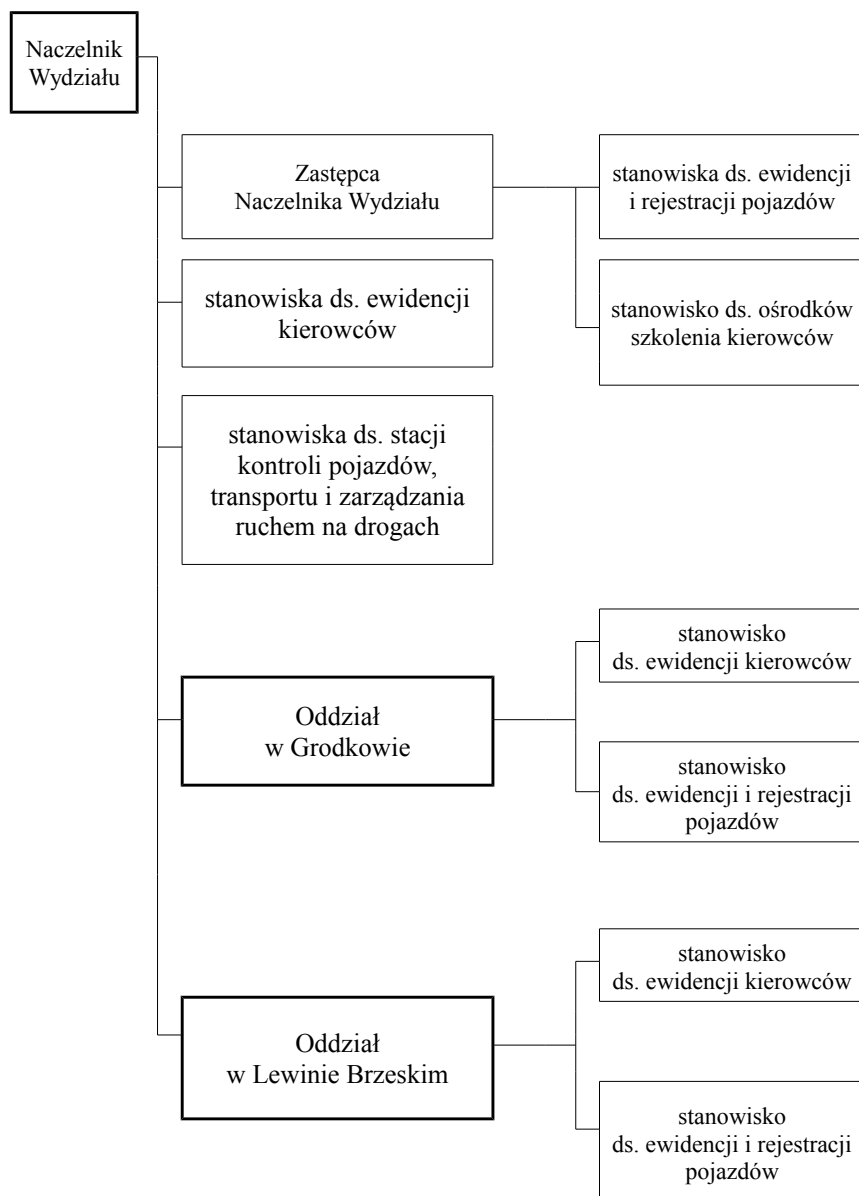 Naczelnik
Wydziału
Zastępca
Naczelnika Wydziału
stanowiska ds. ewidencji
i rejestracji pojazdów
stanowiska ds. ewidencji
kierowców
stanowisko ds. ośrodków
szkolenia kierowców
stanowiska ds. stacji
kontroli pojazdów,
transportu i zarządzania
ruchem na drogach
Oddział
w Grodkowie
stanowisko
ds. ewidencji kierowców
stanowisko
ds. ewidencji i rejestracji
pojazdów
Oddział
w Lewinie Brzeskim
stanowisko
ds. ewidencji kierowców
stanowisko
ds. ewidencji i rejestracji
pojazdów